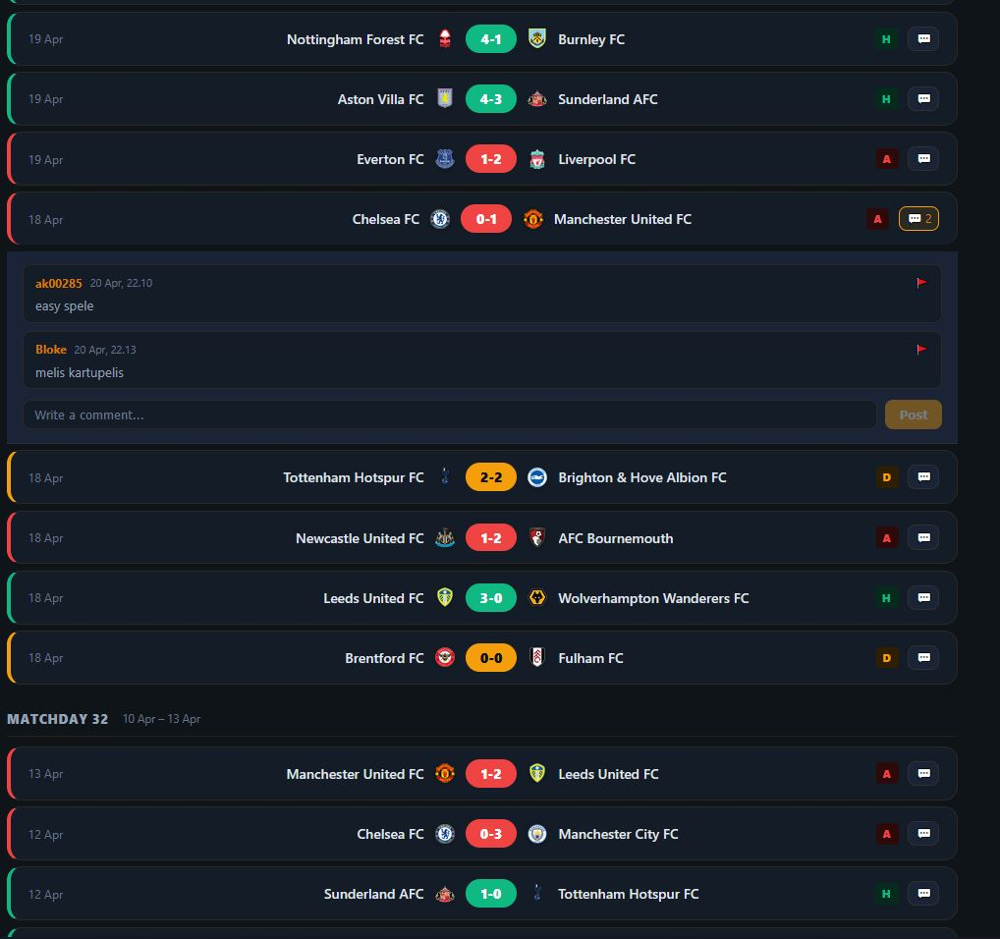 19 Apr Nottingham Forest FC 4-1 Burnley FC H
19 Apr Aston Villa FC 4-3 Sunderland AFC H
19 Apr Everton FC 1-2 Liverpool FC A
18 Apr Chelsea FC 0-1 Manchester United FC A 2
ak00285 20 Apr, 22.10
easy spele
Bloke 20 Apr, 22.13
melis kartupelis
Write a comment... Post
18 Apr Tottenham Hotspur FC 2-2 Brighton & Hove Albion FC D
18 Apr Newcastle United FC 1-2 AFC Bournemouth A
18 Apr Leeds United FC 3-0 Wolverhampton Wanderers FC H
18 Apr Brentford FC 0-0 Fulham FC D
MATCHDAY 32 10 Apr – 13 Apr
13 Apr Manchester United FC 1-2 Leeds United FC A
12 Apr Chelsea FC 0-3 Manchester City FC A
12 Apr Sunderland AFC 1-0 Tottenham Hotspur FC H